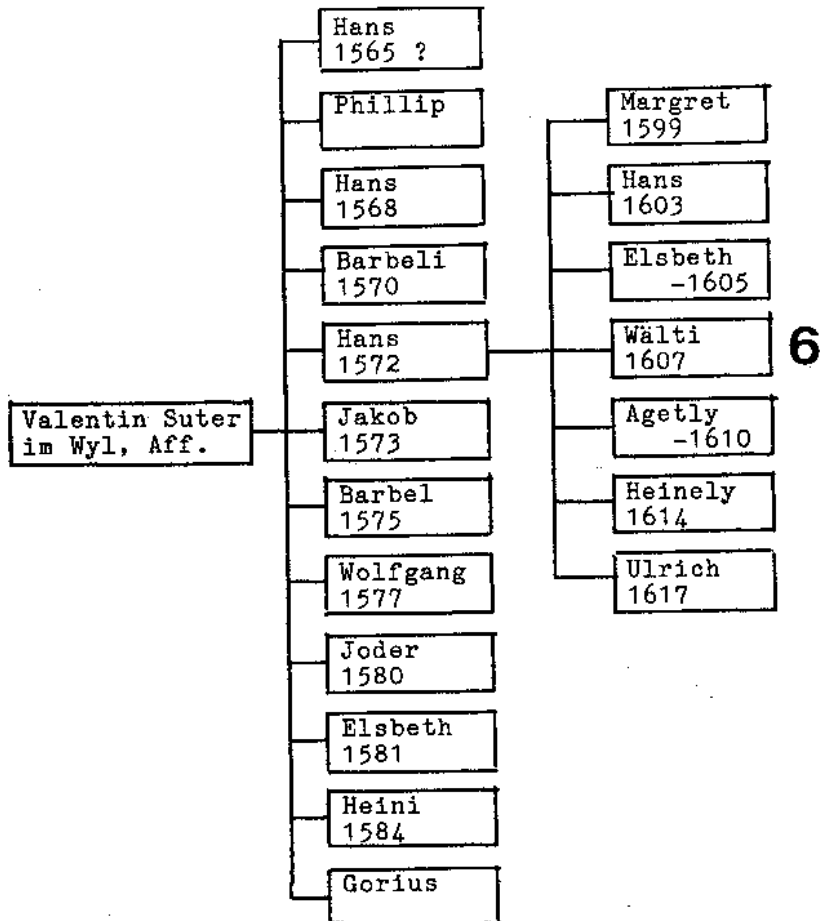 Valentin Suter
im Wyl, Aff.
Hans
1565 ?
Phillip
Hans
1568
Barbeli
1570
Hans
1572
Jakob
1573
Barbel
1575
Wolfgang
1577
Joder
1580
Elsbeth
1581
Heini
1584
Gorius
Margret
1599
Hans
1603
Elsbeth
-1605
Wälti
1607
6
Agetly
-1610
Heinely
1614
Ulrich
1617